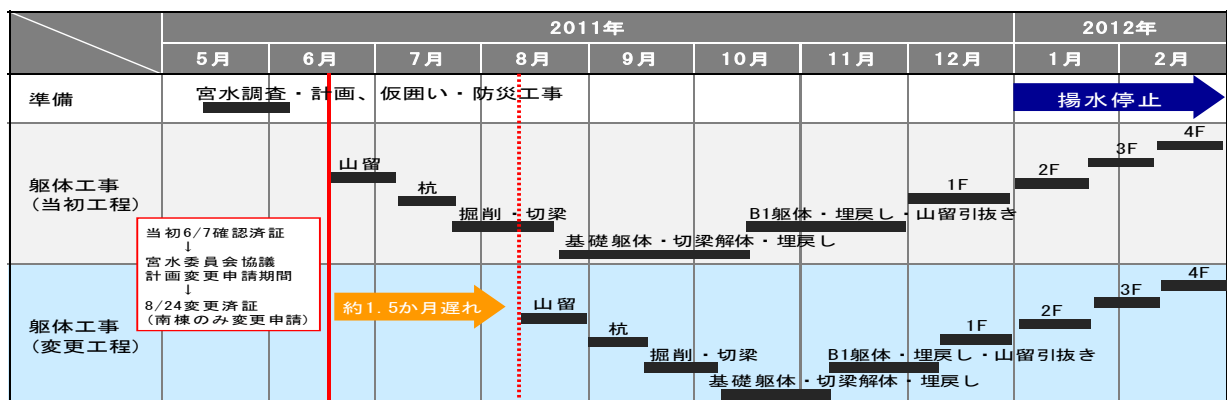 2011年
2012年
5月
6月
7月
8月
9月
10月
11月
12月
1月
2月
準備
宮水調査・計画、仮囲い・防災工事
揚水停止
躯体工事
(当初工程)
山留
杭
掘削・切梁
基礎躯体・切梁解体・埋戻し
B1躯体・埋戻し・山留引抜き
1F
2F
3F
4F
当初6/7確認済証
↓
宮水委員会協議
計画変更申請期間
↓
8/24変更済証
(南棟のみ変更申請)
躯体工事
(変更工程)
約1.5か月遅れ
山留
杭
掘削・切梁
基礎躯体・切梁解体・埋戻し
B1躯体・埋戻し・山留引抜き
1F
2F
3F
4F